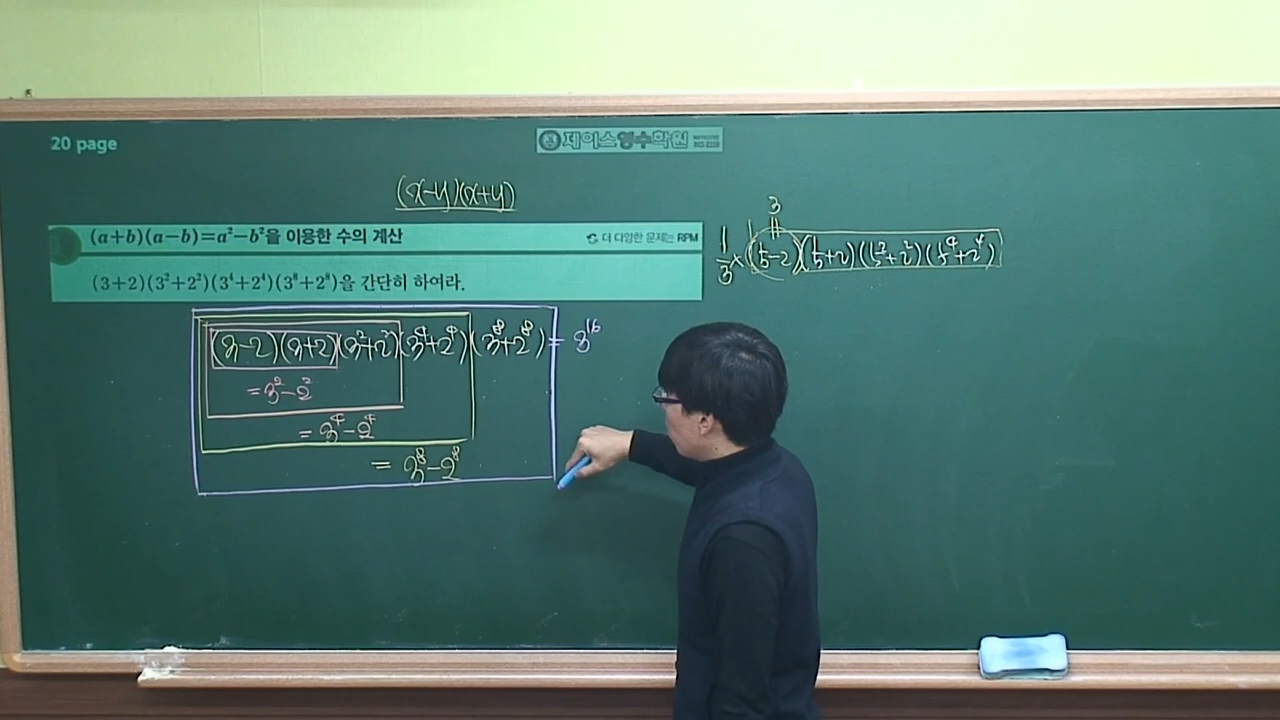 20 page
제이스영수학원
(x-y)(x+y)
(a+b)(a-b)=a²-b²을 이용한 수의 계산
더 다양한 문제는 RPM
(3+2)(3²+2²)(3⁴+2⁴)(3⁸+2⁸)을 간단히 하여라.
3
1/3×(5-2)(5+2)(5²+2²)(5⁴+2⁴)
(3-2)(3+2)(3²+2²)(3⁴+2⁴)(3⁸+2⁸)=3¹⁶
=3²-2²
=3⁴-2⁴
=3⁸-2⁸